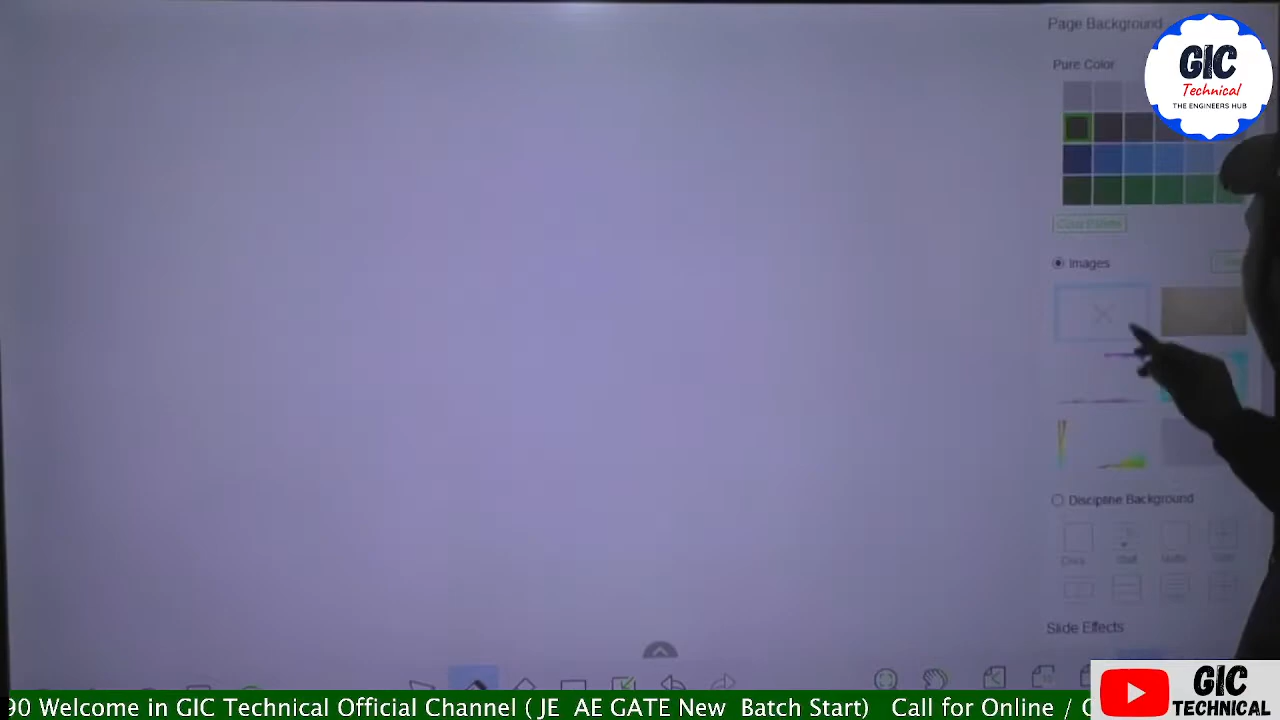 Page Background
GIC
Technical
THE ENGINEERS HUB
Pure Color
Images
Discipline Background
Slide Effects
GIC
TECHNICAL
90 Welcome in GIC Technical Official Channel ( JE AE GATE New Batch Start) Call for Online /